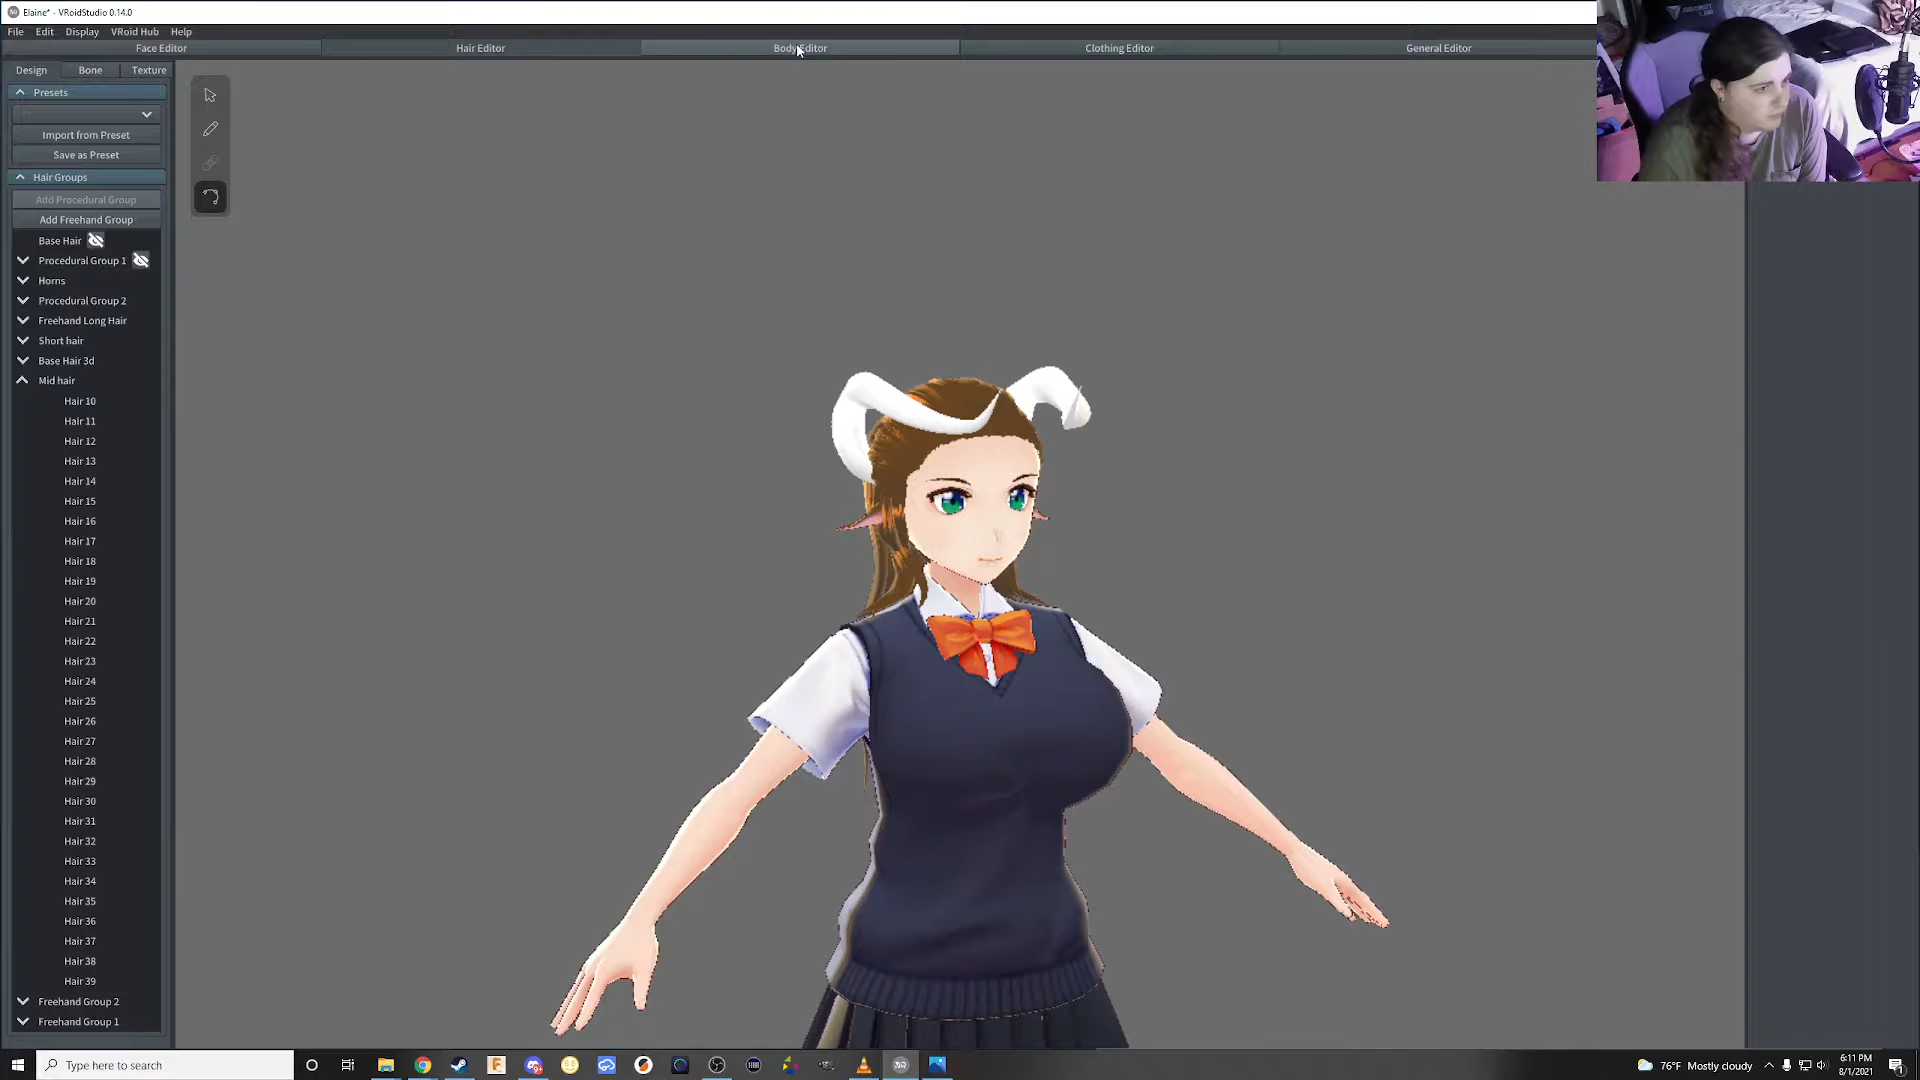 Elaine* - VRoidStudio 0.14.0
File Edit Display VRoid Hub Help
Face Editor Hair Editor Body Editor Clothing Editor General Editor
Design Bone Texture
Presets
Import from Preset
Save as Preset
Hair Groups
Add Procedural Group
Add Freehand Group
Base Hair
Procedural Group 1
Horns
Procedural Group 2
Freehand Long Hair
Short hair
Base Hair 3d
Mid hair
Hair 10
Hair 11
Hair 12
Hair 13
Hair 14
Hair 15
Hair 16
Hair 17
Hair 18
Hair 19
Hair 20
Hair 21
Hair 22
Hair 23
Hair 24
Hair 25
Hair 26
Hair 27
Hair 28
Hair 29
Hair 30
Hair 31
Hair 32
Hair 33
Hair 34
Hair 35
Hair 36
Hair 37
Hair 38
Hair 39
Freehand Group 2
Freehand Group 1
Type here to search
76°F Mostly cloudy
6:11 PM
8/1/2021